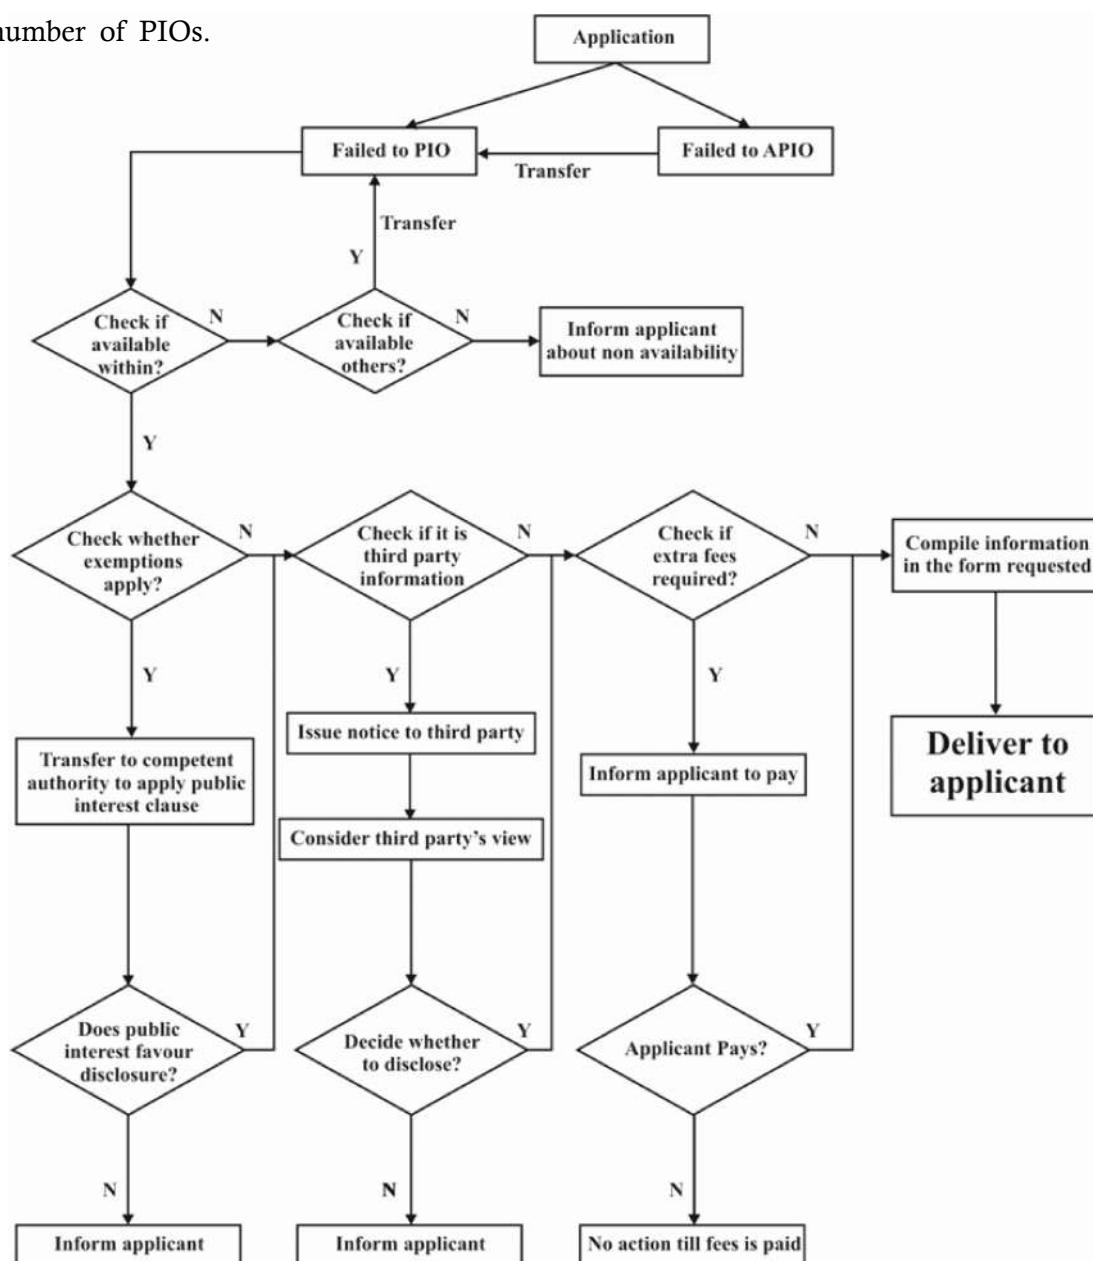 number of PIOs.
Application
Failed to PIO
Failed to APIO
Transfer
Transfer
Y
Check if
available
within?
N
Check if
available
others?
N
Inform applicant
about non availability
Y
Check whether
exemptions
apply?
N
Check if it is
third party
information
N
Check if
extra fees
required?
N
Compile information
in the form requested
Y
Y
Y
Transfer to competent
authority to apply public
interest clause
Issue notice to third party
Inform applicant to pay
Deliver to
applicant
Consider third party's view
Does public
interest favour
disclosure?
Y
Decide whether
to disclose?
Y
Applicant Pays?
Y
N
N
N
Inform applicant
Inform applicant
No action till fees is paid